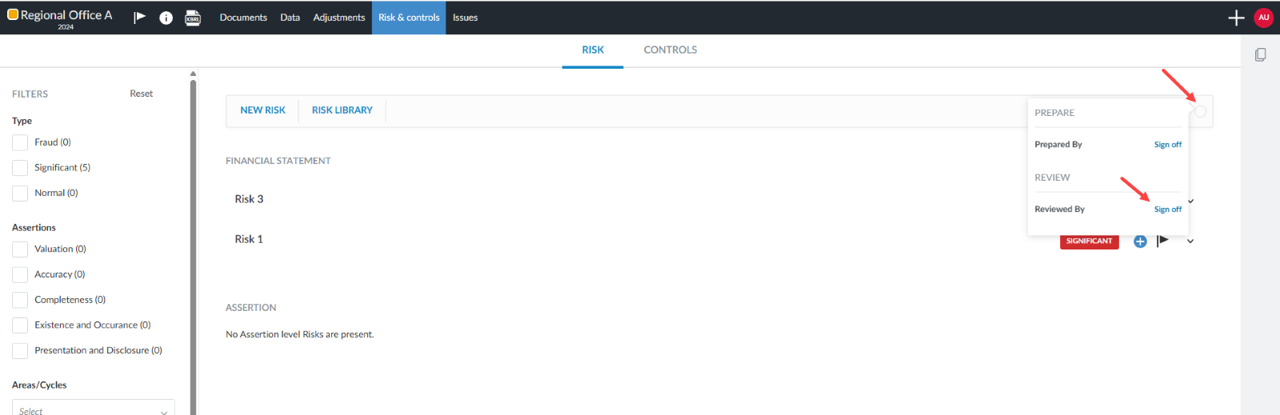 Regional Office A
2024
XBRL
Documents Data Adjustments Risk & controls Issues
AU
RISK CONTROLS
FILTERS Reset
Type
Fraud (0)
Significant (5)
Normal (0)
Assertions
Valuation (0)
Accuracy (0)
Completeness (0)
Existence and Occurance (0)
Presentation and Disclosure (0)
Areas/Cycles
Select
NEW RISK RISK LIBRARY
PREPARE
Prepared By Sign off
REVIEW
Reviewed By Sign off
FINANCIAL STATEMENT
Risk 3
Risk 1
SIGNIFICANT
ASSERTION
No Assertion level Risks are present.